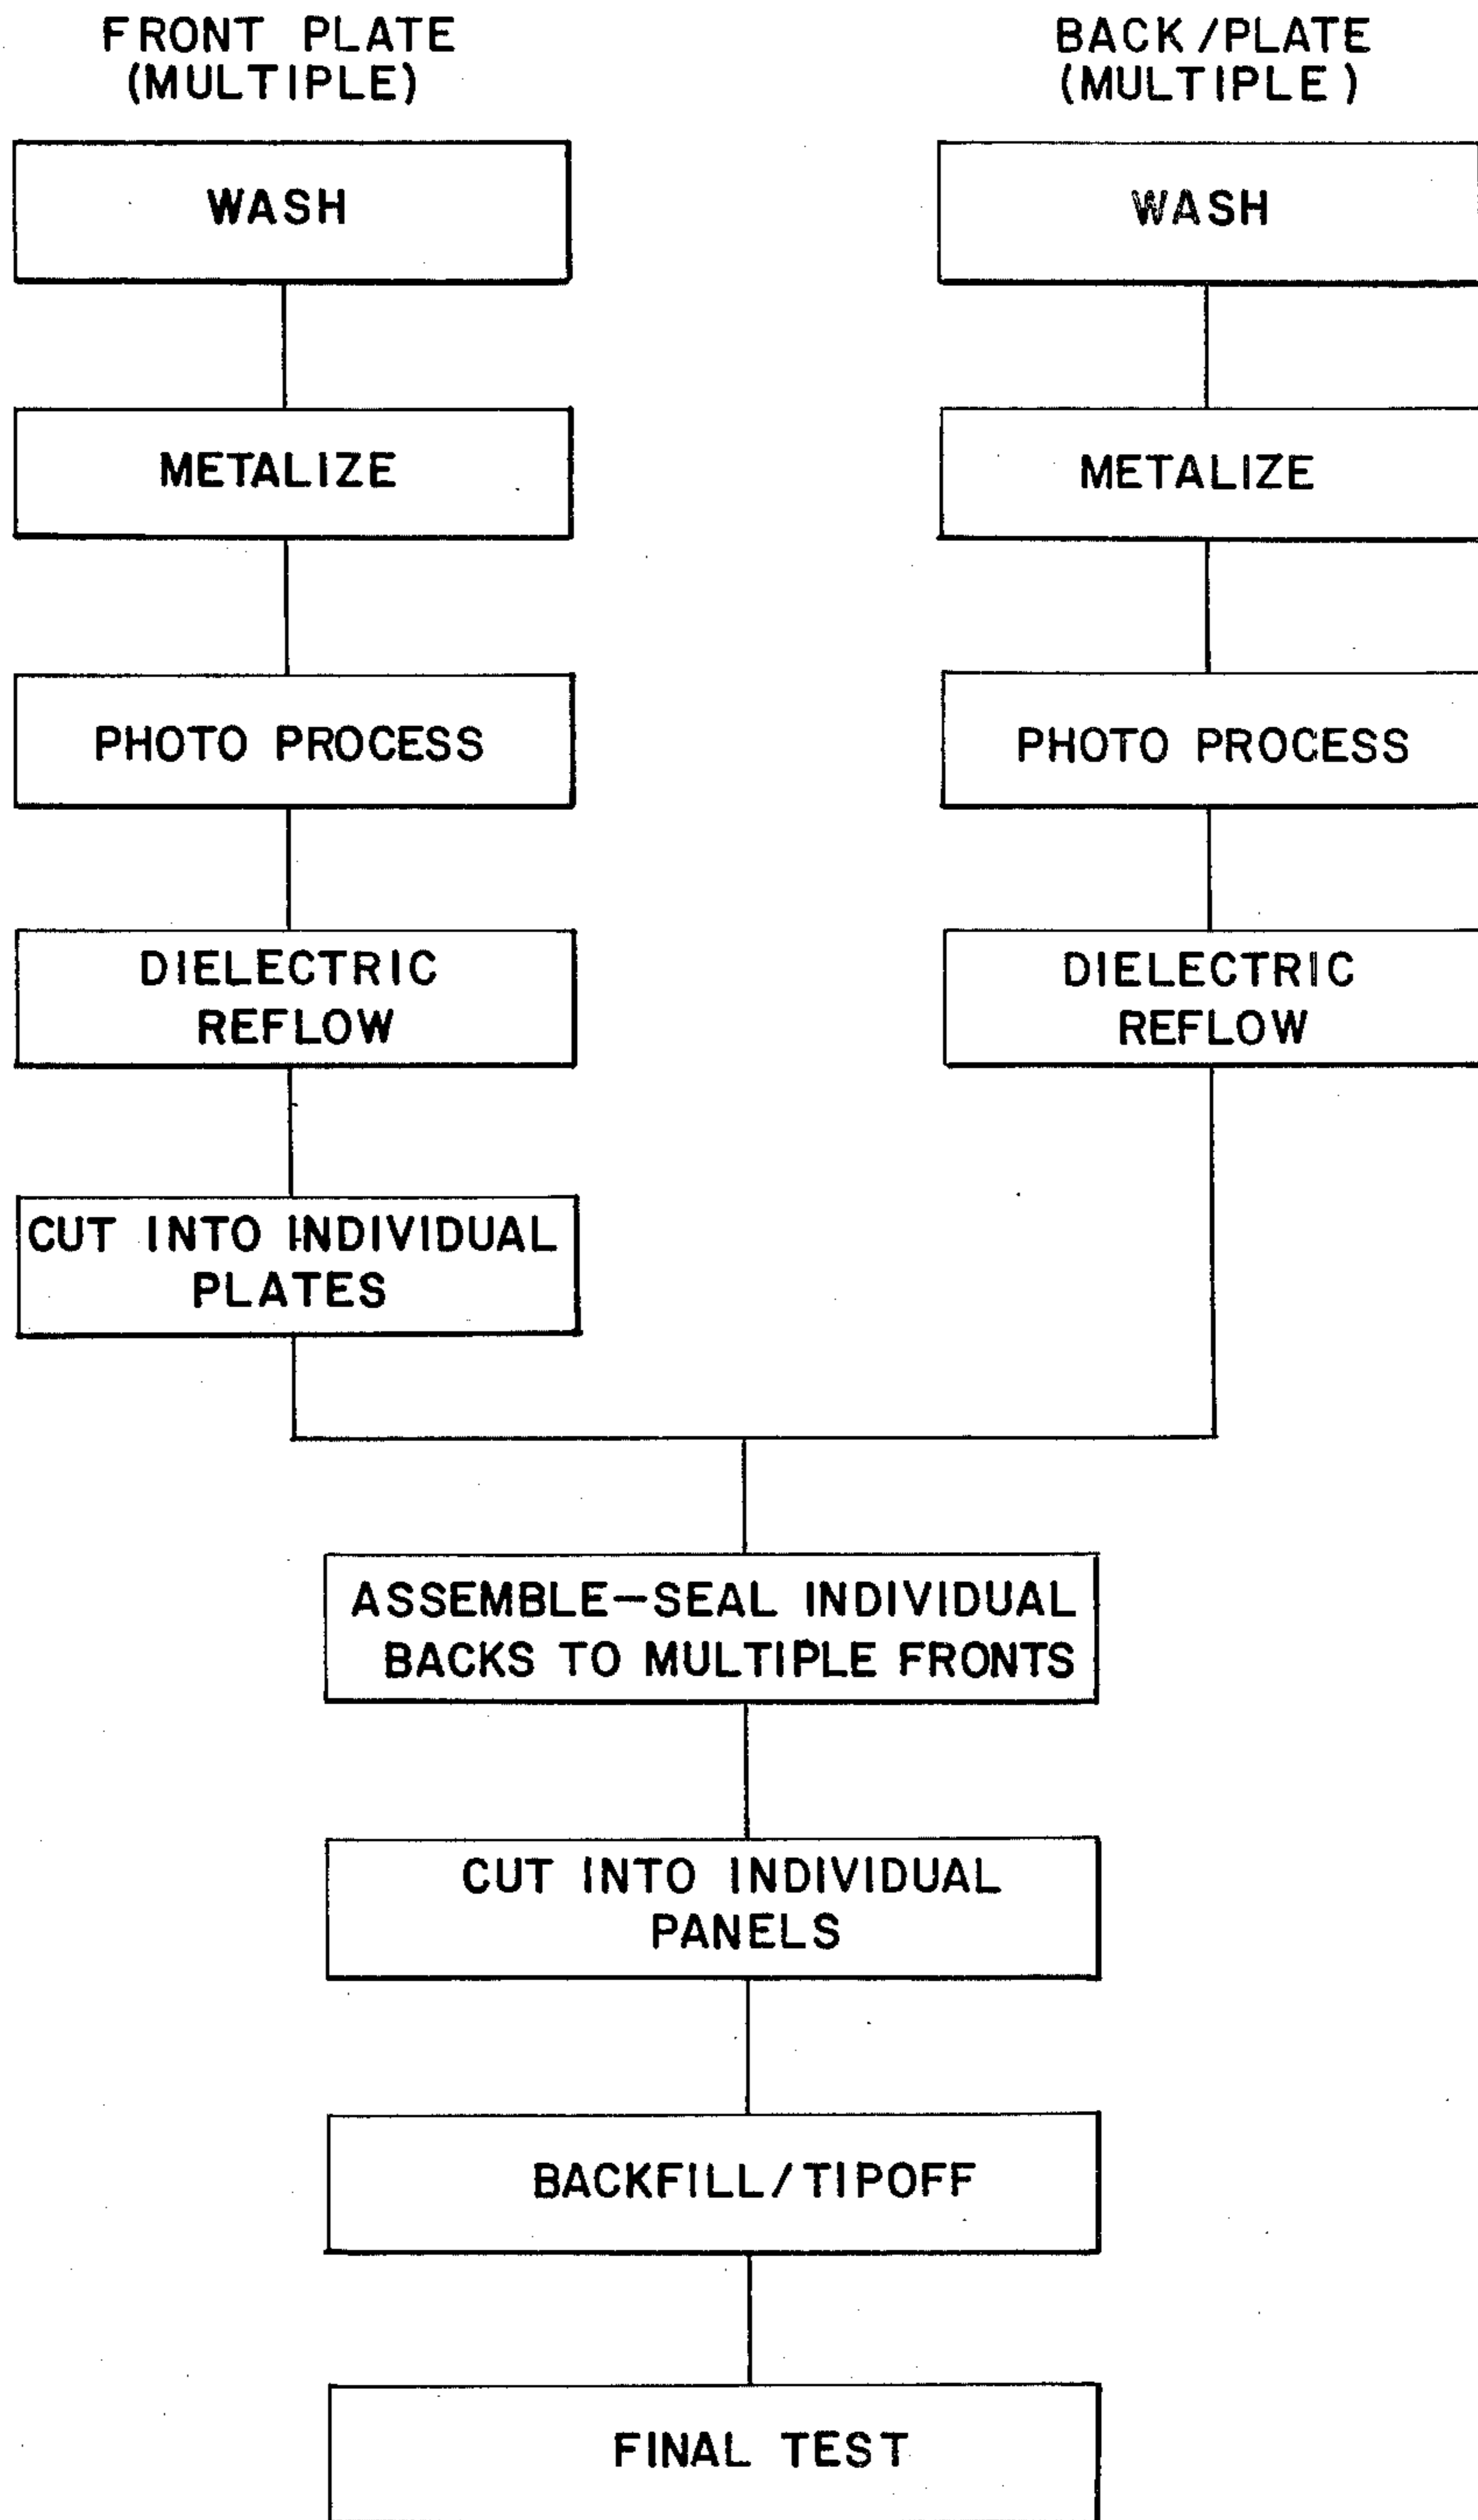 FRONT PLATE
(MULTIPLE)
WASH
METALIZE
PHOTO PROCESS
DIELECTRIC
REFLOW
CUT INTO INDIVIDUAL
PLATES
BACK/PLATE
(MULTIPLE)
WASH
METALIZE
PHOTO PROCESS
DIELECTRIC
REFLOW
ASSEMBLE—SEAL INDIVIDUAL
BACKS TO MULTIPLE FRONTS
CUT INTO INDIVIDUAL
PANELS
BACKFILL/TIPOFF
FINAL TEST